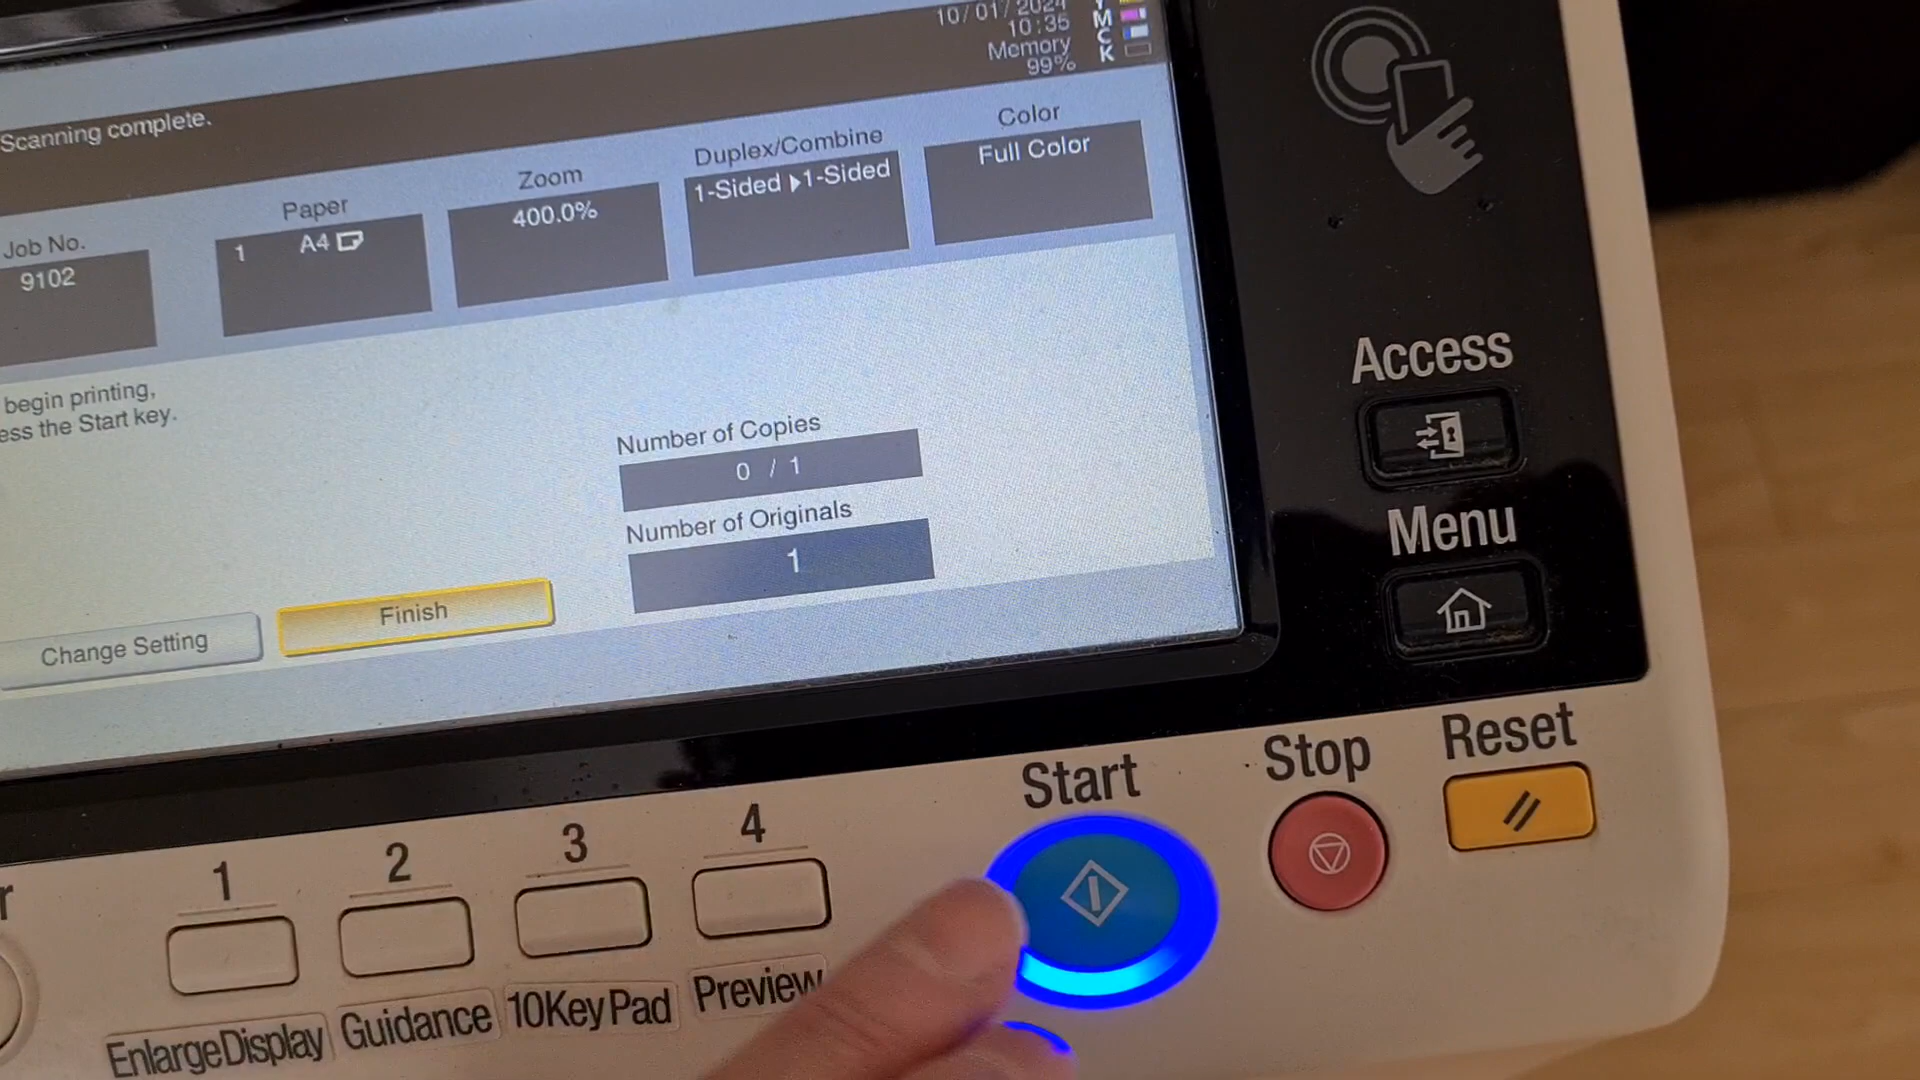 10/01/2024
10:35
Memory
99%
Y
M
C
K
Scanning complete.
Job No.
9102
Paper
1 A4
Zoom
400.0%
Duplex/Combine
1-Sided ▶1-Sided
Color
Full Color
begin printing,
ess the Start key.
Number of Copies
0 / 1
Number of Originals
1
Change Setting
Finish
Access
Menu
Start
Stop
Reset
r
1
2
3
4
EnlargeDisplay
Guidance
10KeyPad
Preview